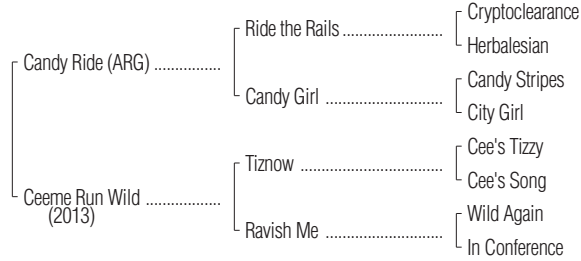 Cryptoclearance
Ride the Rails ........................
Herbalesian
Candy Ride (ARG) ................
Candy Stripes
Candy Girl ............................
City Girl
Cee's Tizzy
Tiznow ..................................
Cee's Song
Ceeme Run Wild ..................
(2013)
Wild Again
Ravish Me ............................
In Conference